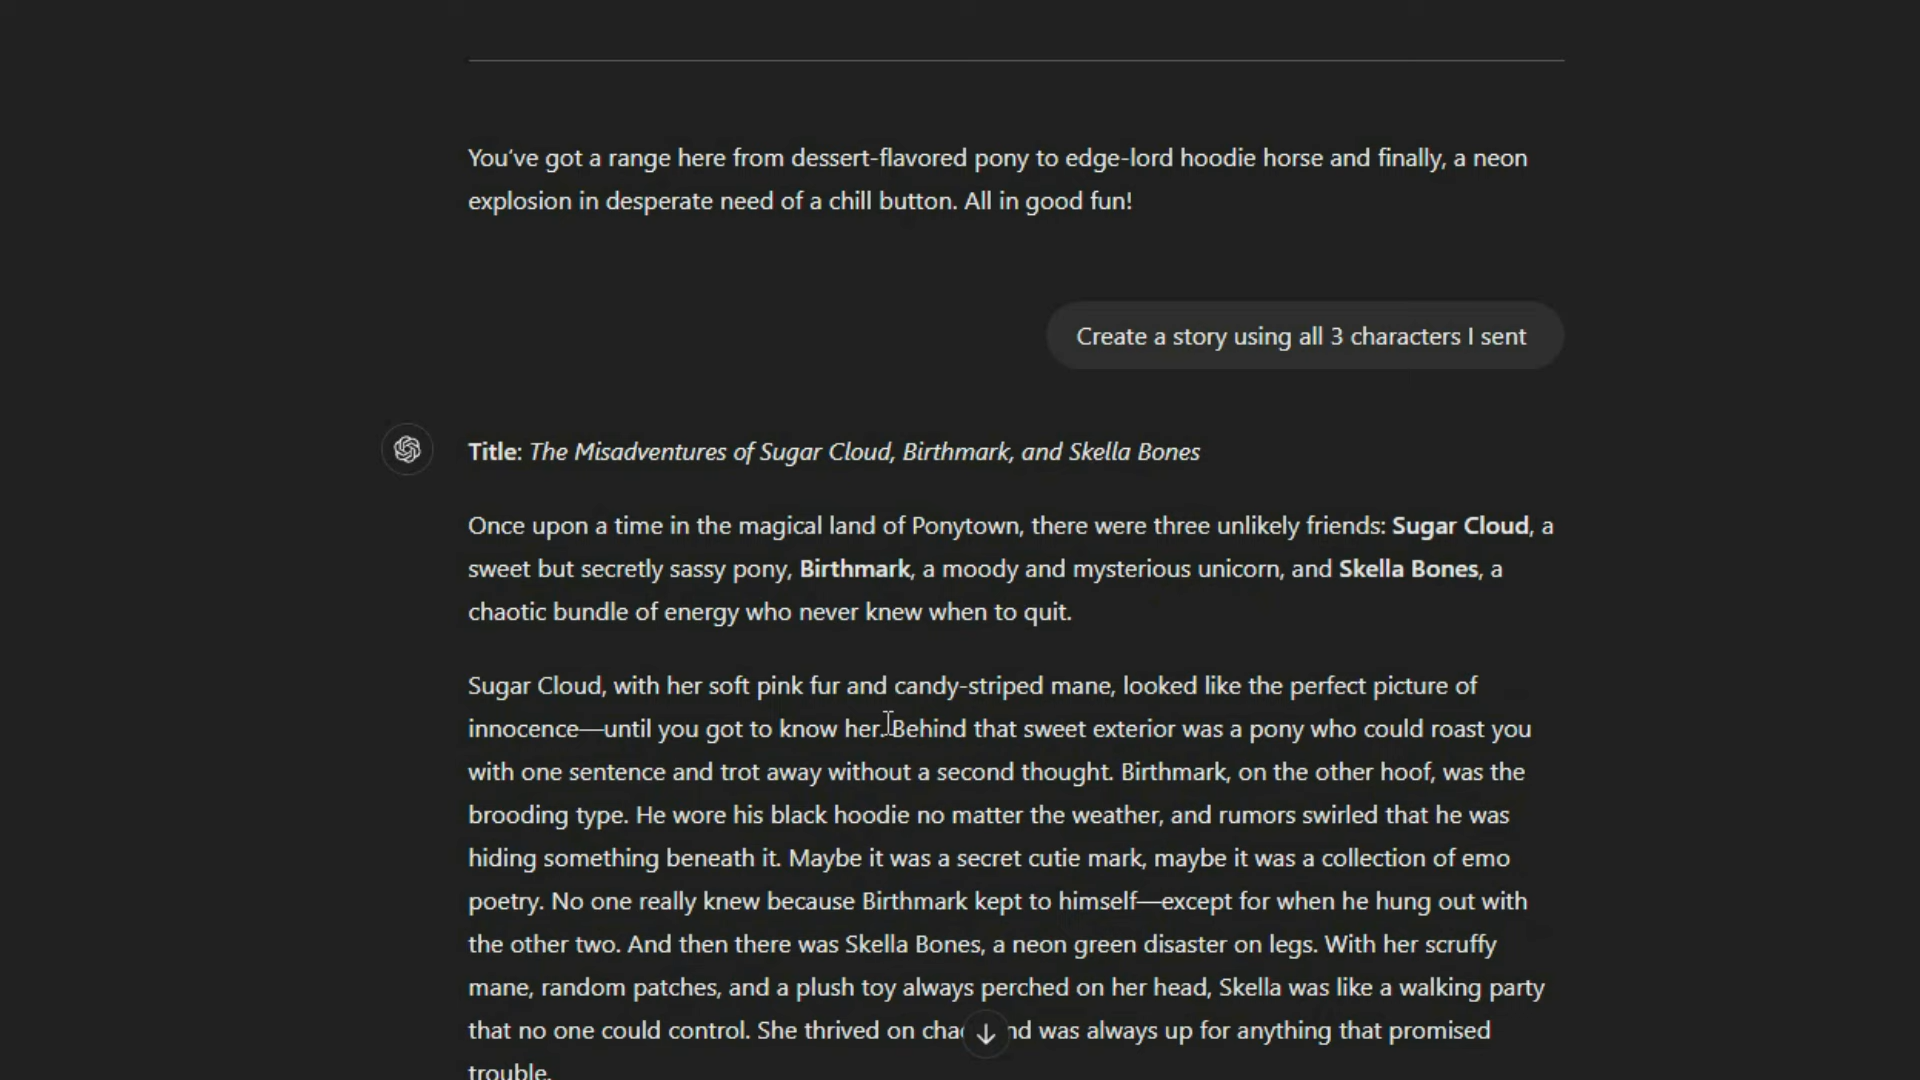 You've got a range here from dessert-flavored pony to edge-lord hoodie horse and finally, a neon
explosion in desperate need of a chill button. All in good fun!
Create a story using all 3 characters I sent
Title: The Misadventures of Sugar Cloud, Birthmark, and Skella Bones
Once upon a time in the magical land of Ponytown, there were three unlikely friends: Sugar Cloud, a
sweet but secretly sassy pony, Birthmark, a moody and mysterious unicorn, and Skella Bones, a
chaotic bundle of energy who never knew when to quit.
Sugar Cloud, with her soft pink fur and candy-striped mane, looked like the perfect picture of
innocence—until you got to know her. Behind that sweet exterior was a pony who could roast you
with one sentence and trot away without a second thought. Birthmark, on the other hoof, was the
brooding type. He wore his black hoodie no matter the weather, and rumors swirled that he was
hiding something beneath it. Maybe it was a secret cutie mark, maybe it was a collection of emo
poetry. No one really knew because Birthmark kept to himself—except for when he hung out with
the other two. And then there was Skella Bones, a neon green disaster on legs. With her scruffy
mane, random patches, and a plush toy always perched on her head, Skella was like a walking party
that no one could control. She thrived on was always up for anything that promised
trouble.